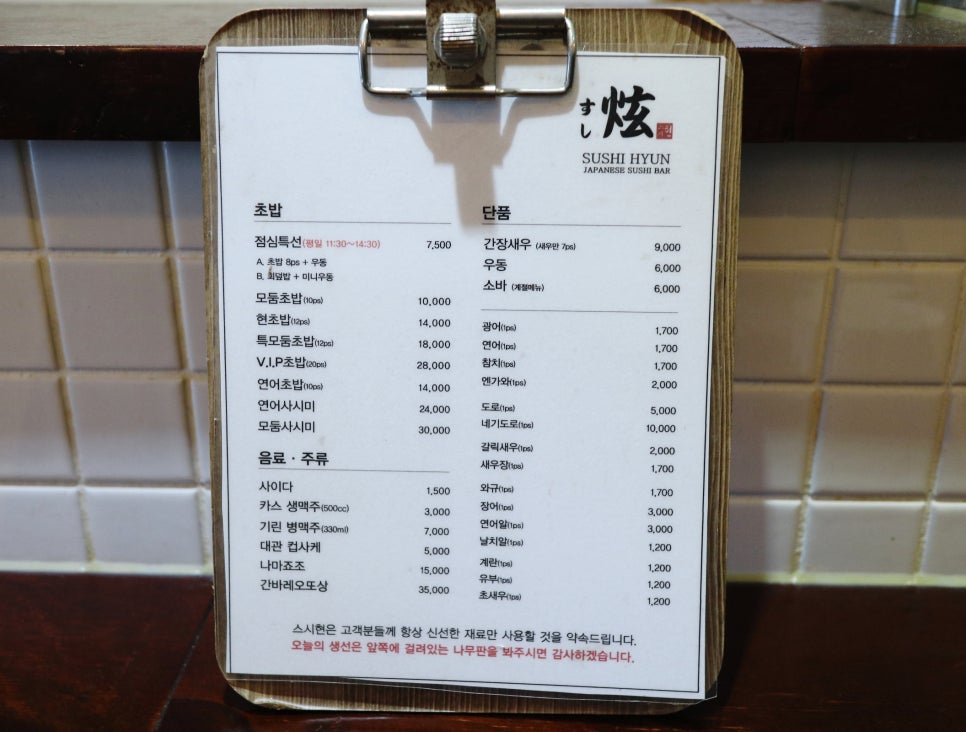 すし 炫
SUSHI HYUN
JAPANESE SUSHI BAR
초밥
점심특선(평일 11:30~14:30) 7,500
A. 초밥 8ps + 우동
B. 회덮밥 + 미니우동
모둠초밥(10ps) 10,000
현초밥(12ps) 14,000
특모둠초밥(12ps) 18,000
V.I.P초밥(20ps) 28,000
연어초밥(10ps) 14,000
연어사시미 24,000
모둠사시미 30,000
음료 · 주류
사이다 1,500
카스 생맥주(500cc) 3,000
기린 병맥주(330ml) 7,000
대관 컵사케 5,000
나마죠조 15,000
간바레오또상 35,000
단품
간장새우 (새우만 7ps) 9,000
우동 6,000
소바 (계절메뉴) 6,000
광어(1ps) 1,700
연어(1ps) 1,700
참치(1ps) 1,700
엔가와(1ps) 2,000
도로(1ps) 5,000
네기도로(1ps) 10,000
갈릭새우(1ps) 2,000
새우장(1ps) 1,700
와규(1ps) 1,700
장어(1ps) 3,000
연어알(1ps) 3,000
날치알(1ps) 1,200
계란(1ps) 1,200
유부(1ps) 1,200
초새우(1ps) 1,200
스시현은 고객분들께 항상 신선한 재료만 사용할 것을 약속드립니다.
오늘의 생선은 앞쪽에 걸려있는 나무판을 봐주시면 감사하겠습니다.